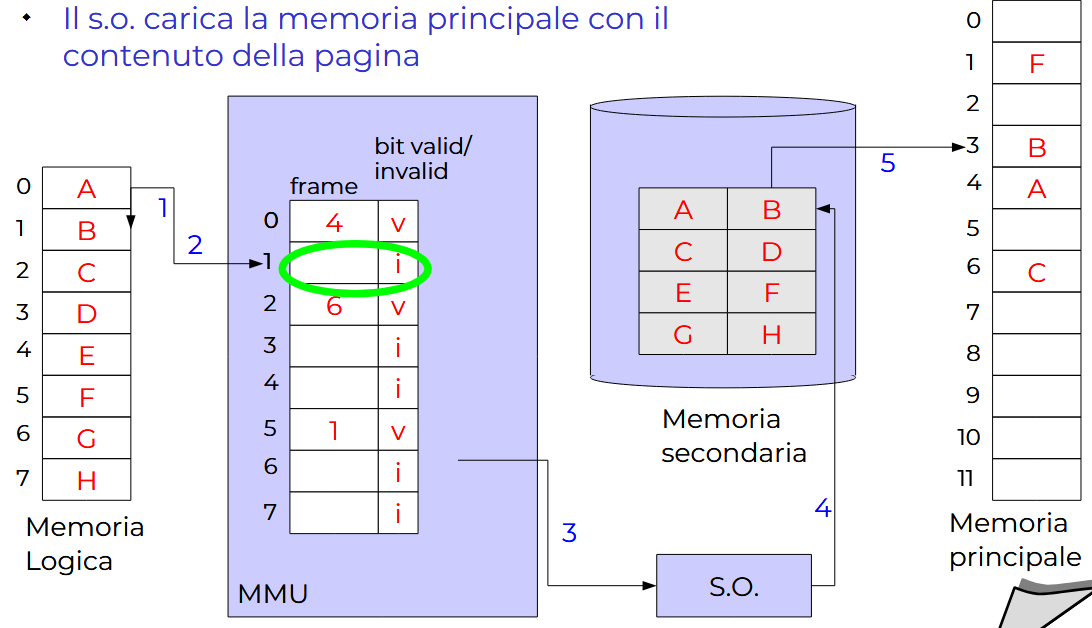 • Il s.o. carica la memoria principale con il
contenuto della pagina
0 A
1 B
2 C
3 D
4 E
5 F
6 G
7 H
Memoria
Logica
1
2
bit valid/
invalid
frame
0 4 v
1 i
2 6 v
3 i
4 i
5 1 v
6 i
7 i
MMU
3
A B
C D
E F
G H
Memoria
secondaria
4
S.O.
5
0
1 F
2
3 B
4 A
5
6 C
7
8
9
10
11
Memoria
principale